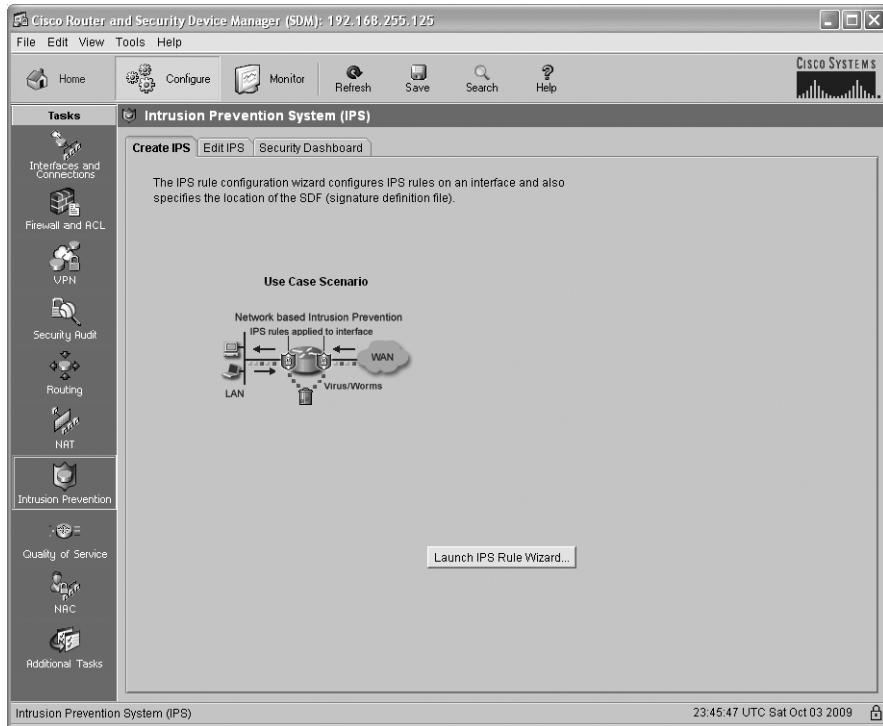 Cisco Router and Security Device Manager (SDM): 192.168.255.125
File Edit View Tools Help
Home Configure Monitor Refresh Save Search Help
CISCO SYSTEMS
Tasks
Interfaces and
Connections
Firewall and ACL
VPN
Security Audit
Routing
NAT
Intrusion Prevention
Quality of Service
NAC
Additional Tasks
Intrusion Prevention System (IPS)
Create IPS Edit IPS Security Dashboard
The IPS rule configuration wizard configures IPS rules on an interface and also
specifies the location of the SDF (signature definition file).
Use Case Scenario
Network based Intrusion Prevention
IPS rules applied to interface
WAN
LAN
Virus/Worms
Launch IPS Rule Wizard...
Intrusion Prevention System (IPS) 23:45:47 UTC Sat Oct 03 2009